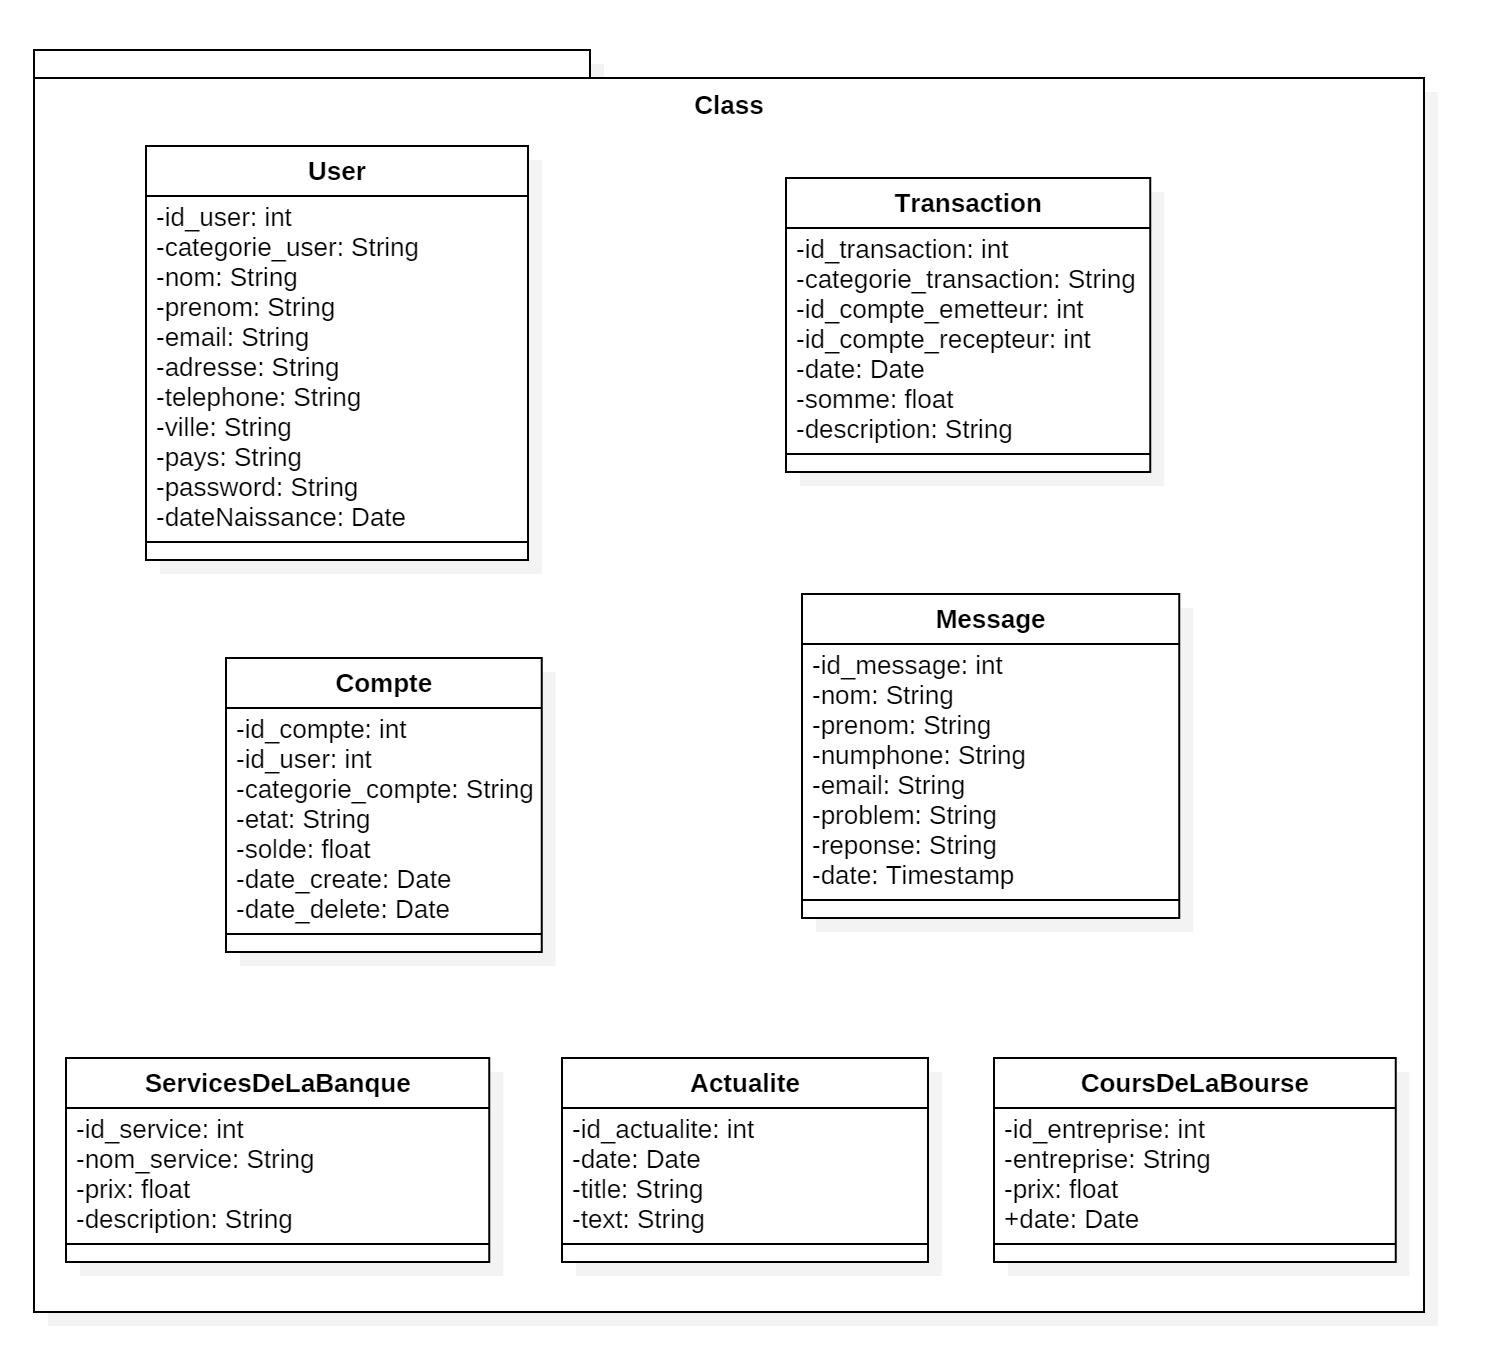 Class
User
-id_user: int
-categorie_user: String
-nom: String
-prenom: String
-email: String
-adresse: String
-telephone: String
-ville: String
-pays: String
-password: String
-dateNaissance: Date
Transaction
-id_transaction: int
-categorie_transaction: String
-id_compte_emetteur: int
-id_compte_recepteur: int
-date: Date
-somme: float
-description: String
Compte
-id_compte: int
-id_user: int
-categorie_compte: String
-etat: String
-solde: float
-date_create: Date
-date_delete: Date
Message
-id_message: int
-nom: String
-prenom: String
-numphone: String
-email: String
-problem: String
-reponse: String
-date: Timestamp
ServicesDeLaBanque
-id_service: int
-nom_service: String
-prix: float
-description: String
Actualite
-id_actualite: int
-date: Date
-title: String
-text: String
CoursDeLaBourse
-id_entreprise: int
-entreprise: String
-prix: float
+date: Date